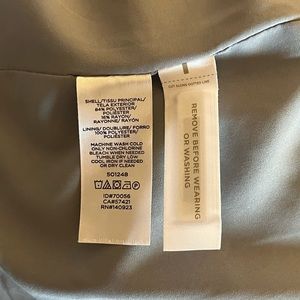 SHELL/TISSU PRINCIPAL/
TELA EXTERIOR
84% POLYESTER/
POLIÉSTER
16% RAYON/
RAYONNE/ RAYÓN
LINING/ DOUBLURE/ FORRO
100% POLYESTER/
POLIÉSTER
MACHINE WASH COLD
ONLY NON-CHLORINE
BLEACH WHEN NEEDED
TUMBLE DRY LOW
COOL IRON IF NEEDED
OR DRY CLEAN
501248
ID#70056
CA#57421
RN#140923
CUT ALONG DOTTED LINE
REMOVE BEFORE WEARING
OR WASHING